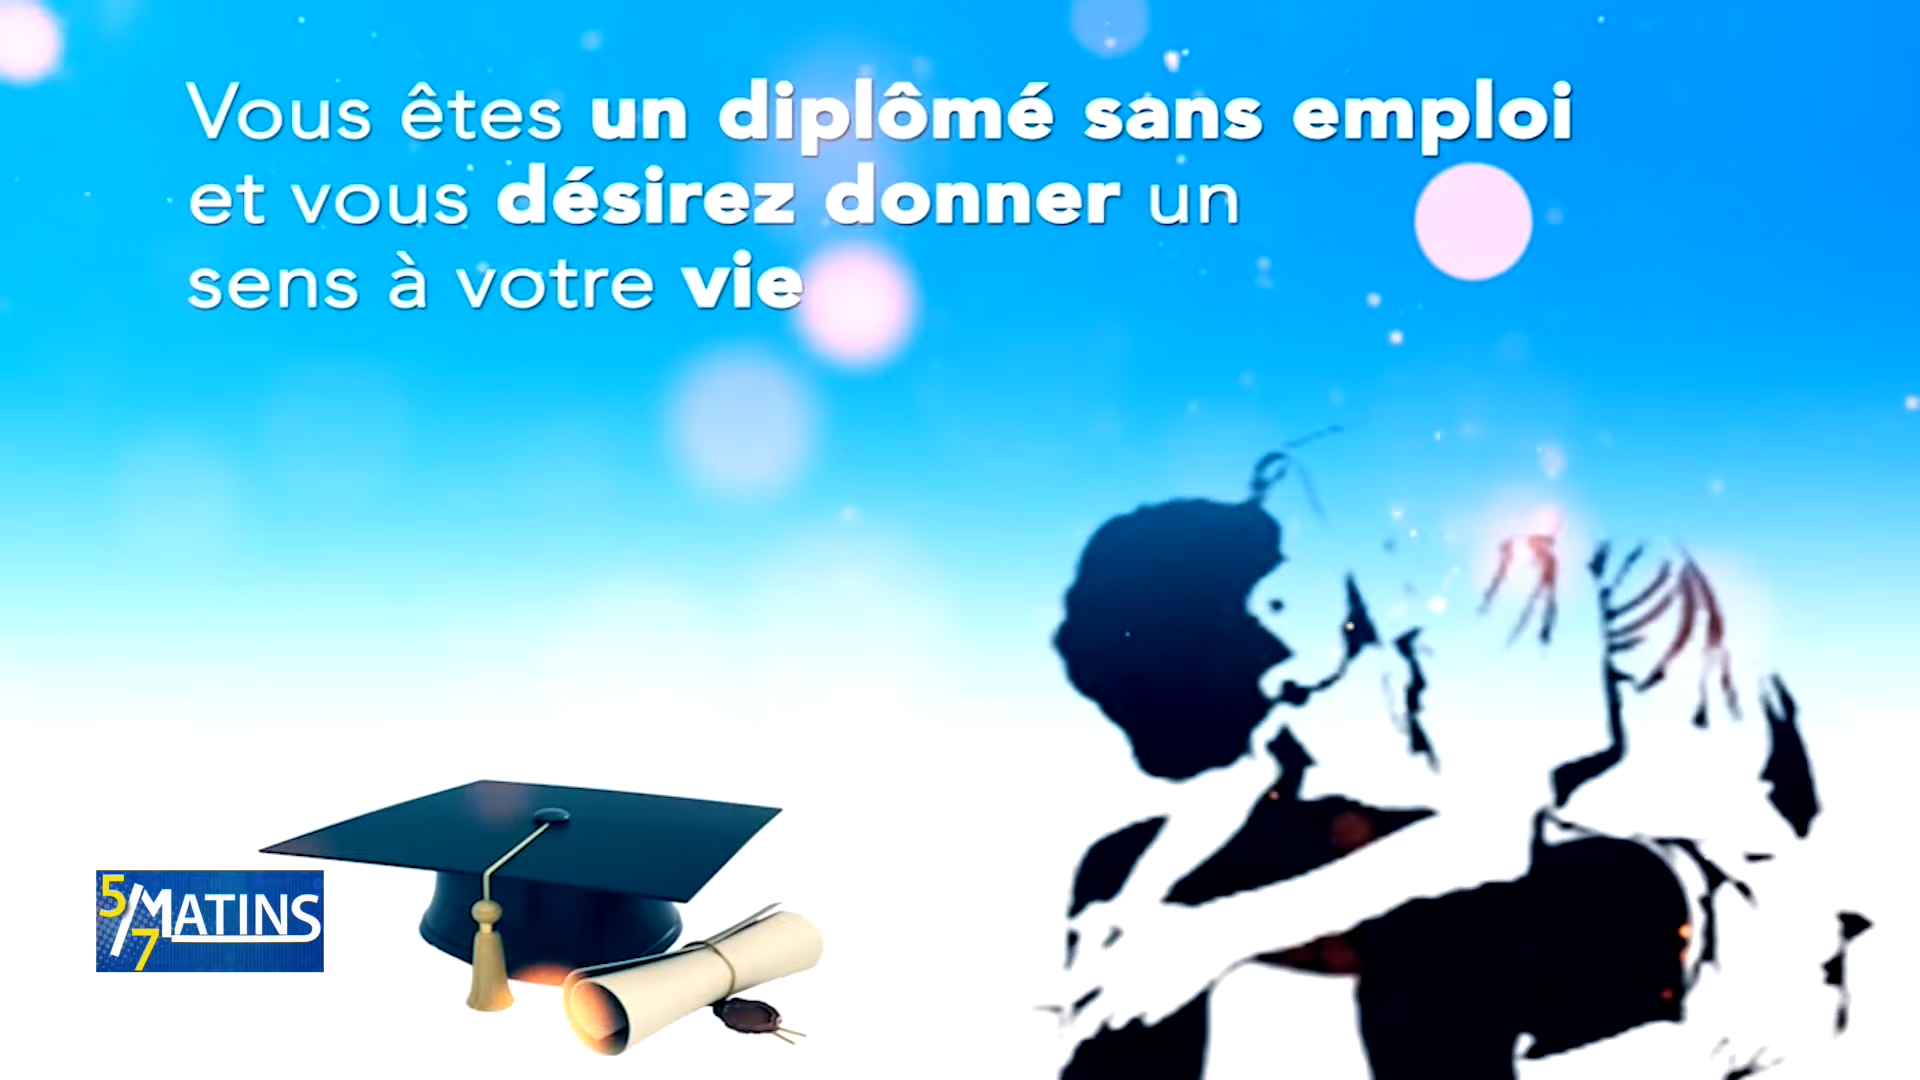 Vous êtes un diplômé sans emploi
et vous désirez donner un
sens à votre vie
5/7 MATINS